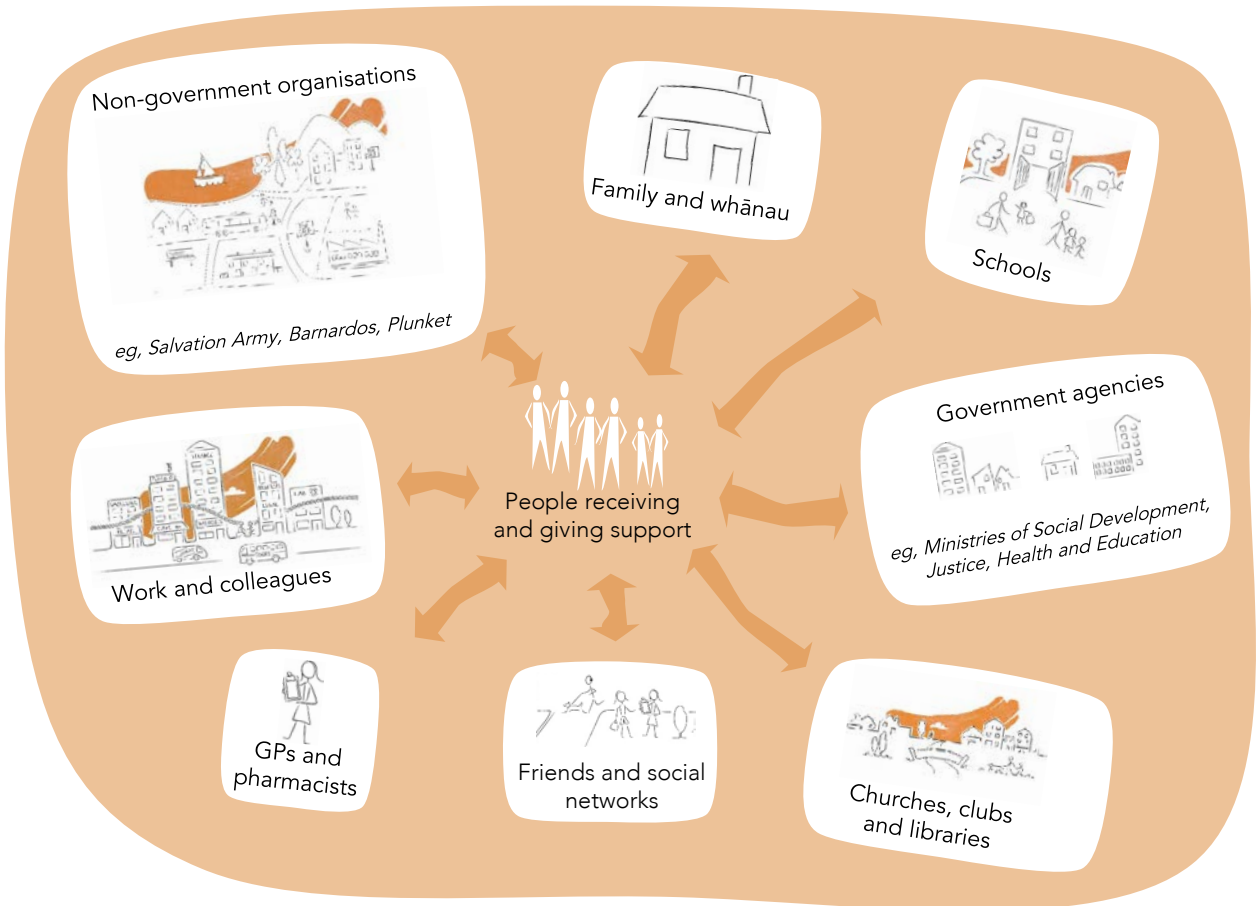 Non-government organisations
eg, Salvation Army, Barnardos, Plunket
Family and whānau
Schools
Government agencies
eg, Ministries of Social Development,
Justice, Health and Education
People receiving
and giving support
Work and colleagues
GPs and
pharmacists
Friends and social
networks
Churches, clubs
and libraries